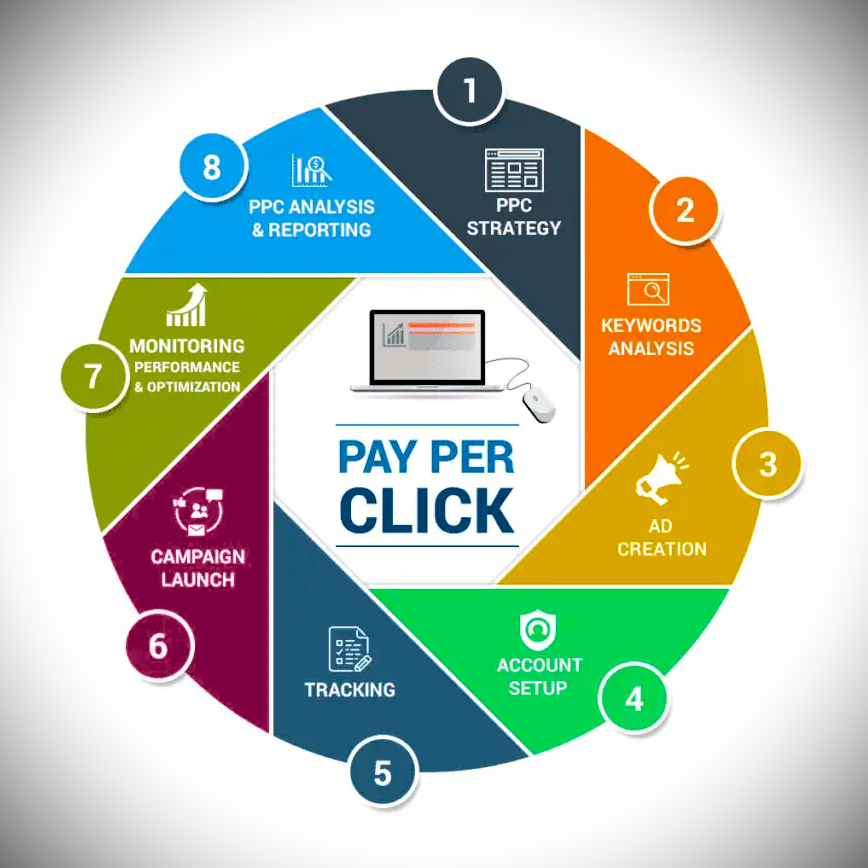 1
PPC
STRATEGY
2
KEYWORDS
ANALYSIS
3
AD
CREATION
4
ACCOUNT
SETUP
5
TRACKING
6
CAMPAIGN
LAUNCH
7
MONITORING
PERFORMANCE
& OPTIMIZATION
8
PPC ANALYSIS
& REPORTING
PAY PER
CLICK